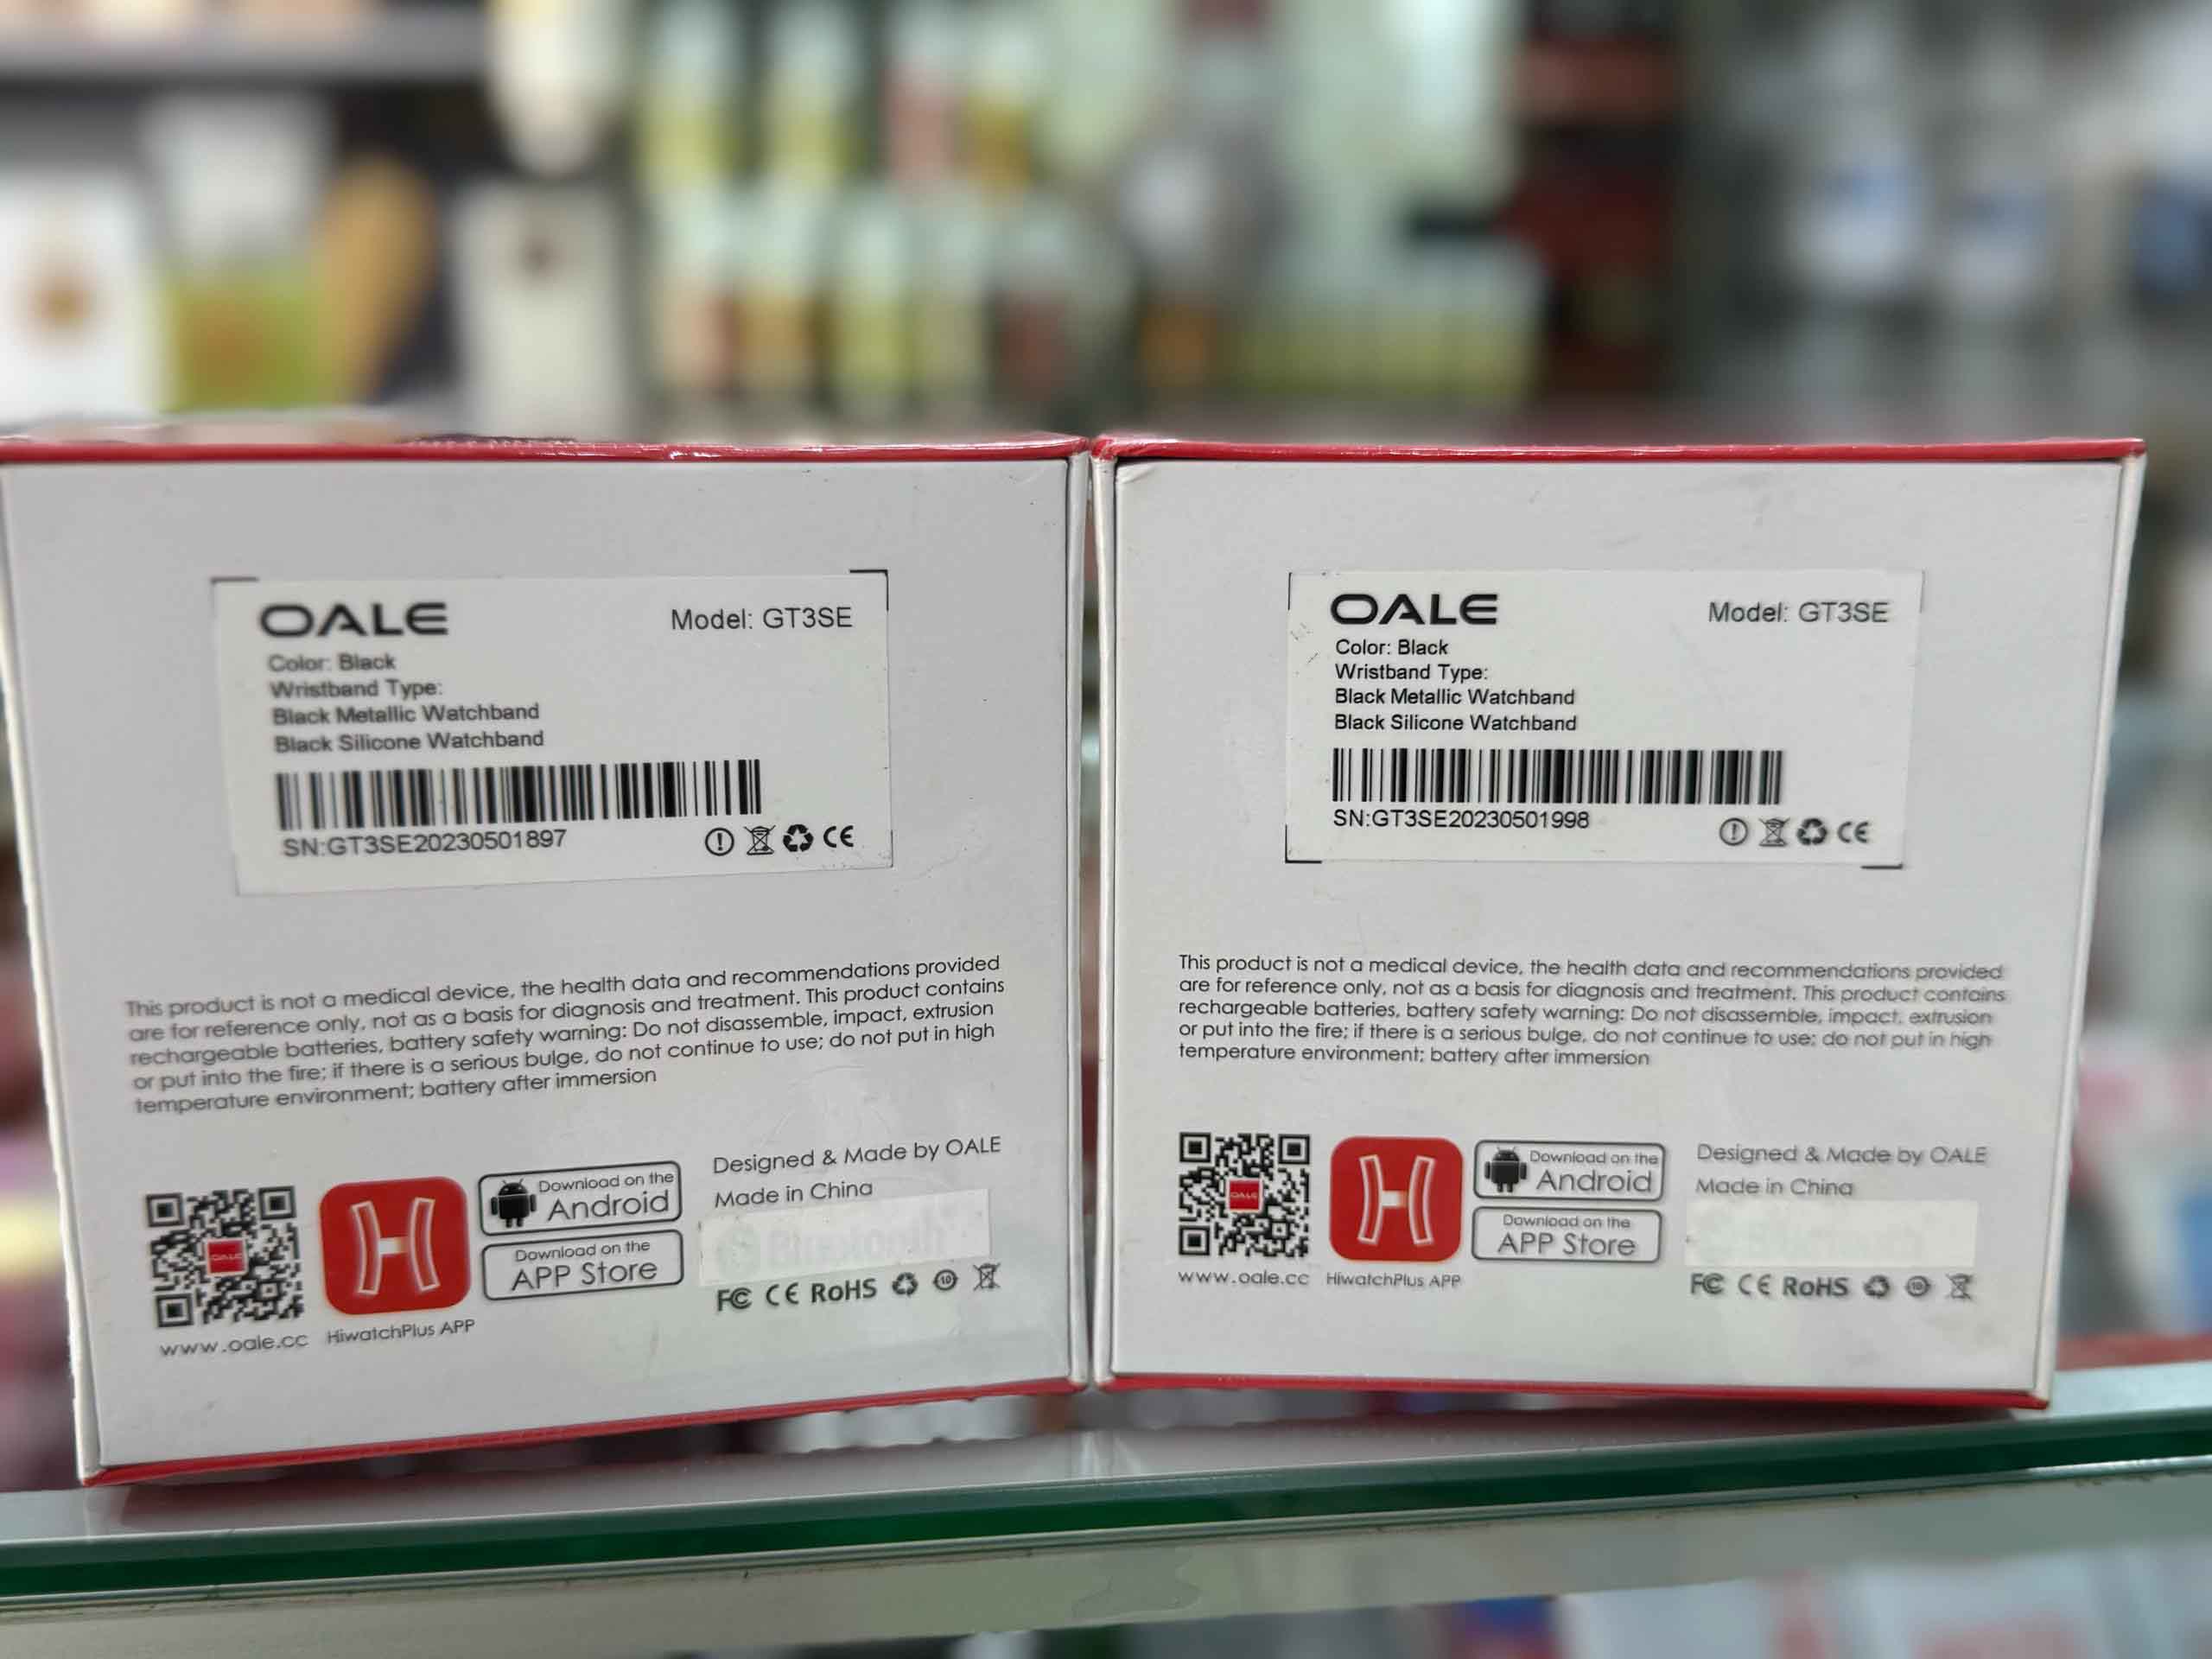 OALE
Model: GT3SE
Color: Black
Wristband Type:
Black Metallic Watchband
Black Silicone Watchband
SN:GT3SE20230501897
CE
This product is not a medical device, the health data and recommendations provided
are for reference only, not as a basis for diagnosis and treatment. This product contains
rechargeable batteries, battery safety warning: Do not disassemble, impact, extrusion
or put into the fire; if there is a serious bulge, do not continue to use; do not put in high
temperature environment; battery after immersion
OALE
www.oale.cc
HiwatchPlus APP
Download on the
Android
Download on the
APP Store
Designed & Made by OALE
Made in China
Bluetooth
FC CE RoHS 10
OALE
Model: GT3SE
Color: Black
Wristband Type:
Black Metallic Watchband
Black Silicone Watchband
SN:GT3SE20230501998
CE
This product is not a medical device, the health data and recommendations provided
are for reference only, not as a basis for diagnosis and treatment. This product contains
rechargeable batteries, battery safety warning: Do not disassemble, impact, extrusion
or put into the fire; if there is a serious bulge, do not continue to use; do not put in high
temperature environment; battery after immersion
OALE
www.oale.cc
HiwatchPlus APP
Download on the
Android
Download on the
APP Store
Designed & Made by OALE
Made in China
FC CE RoHS 10